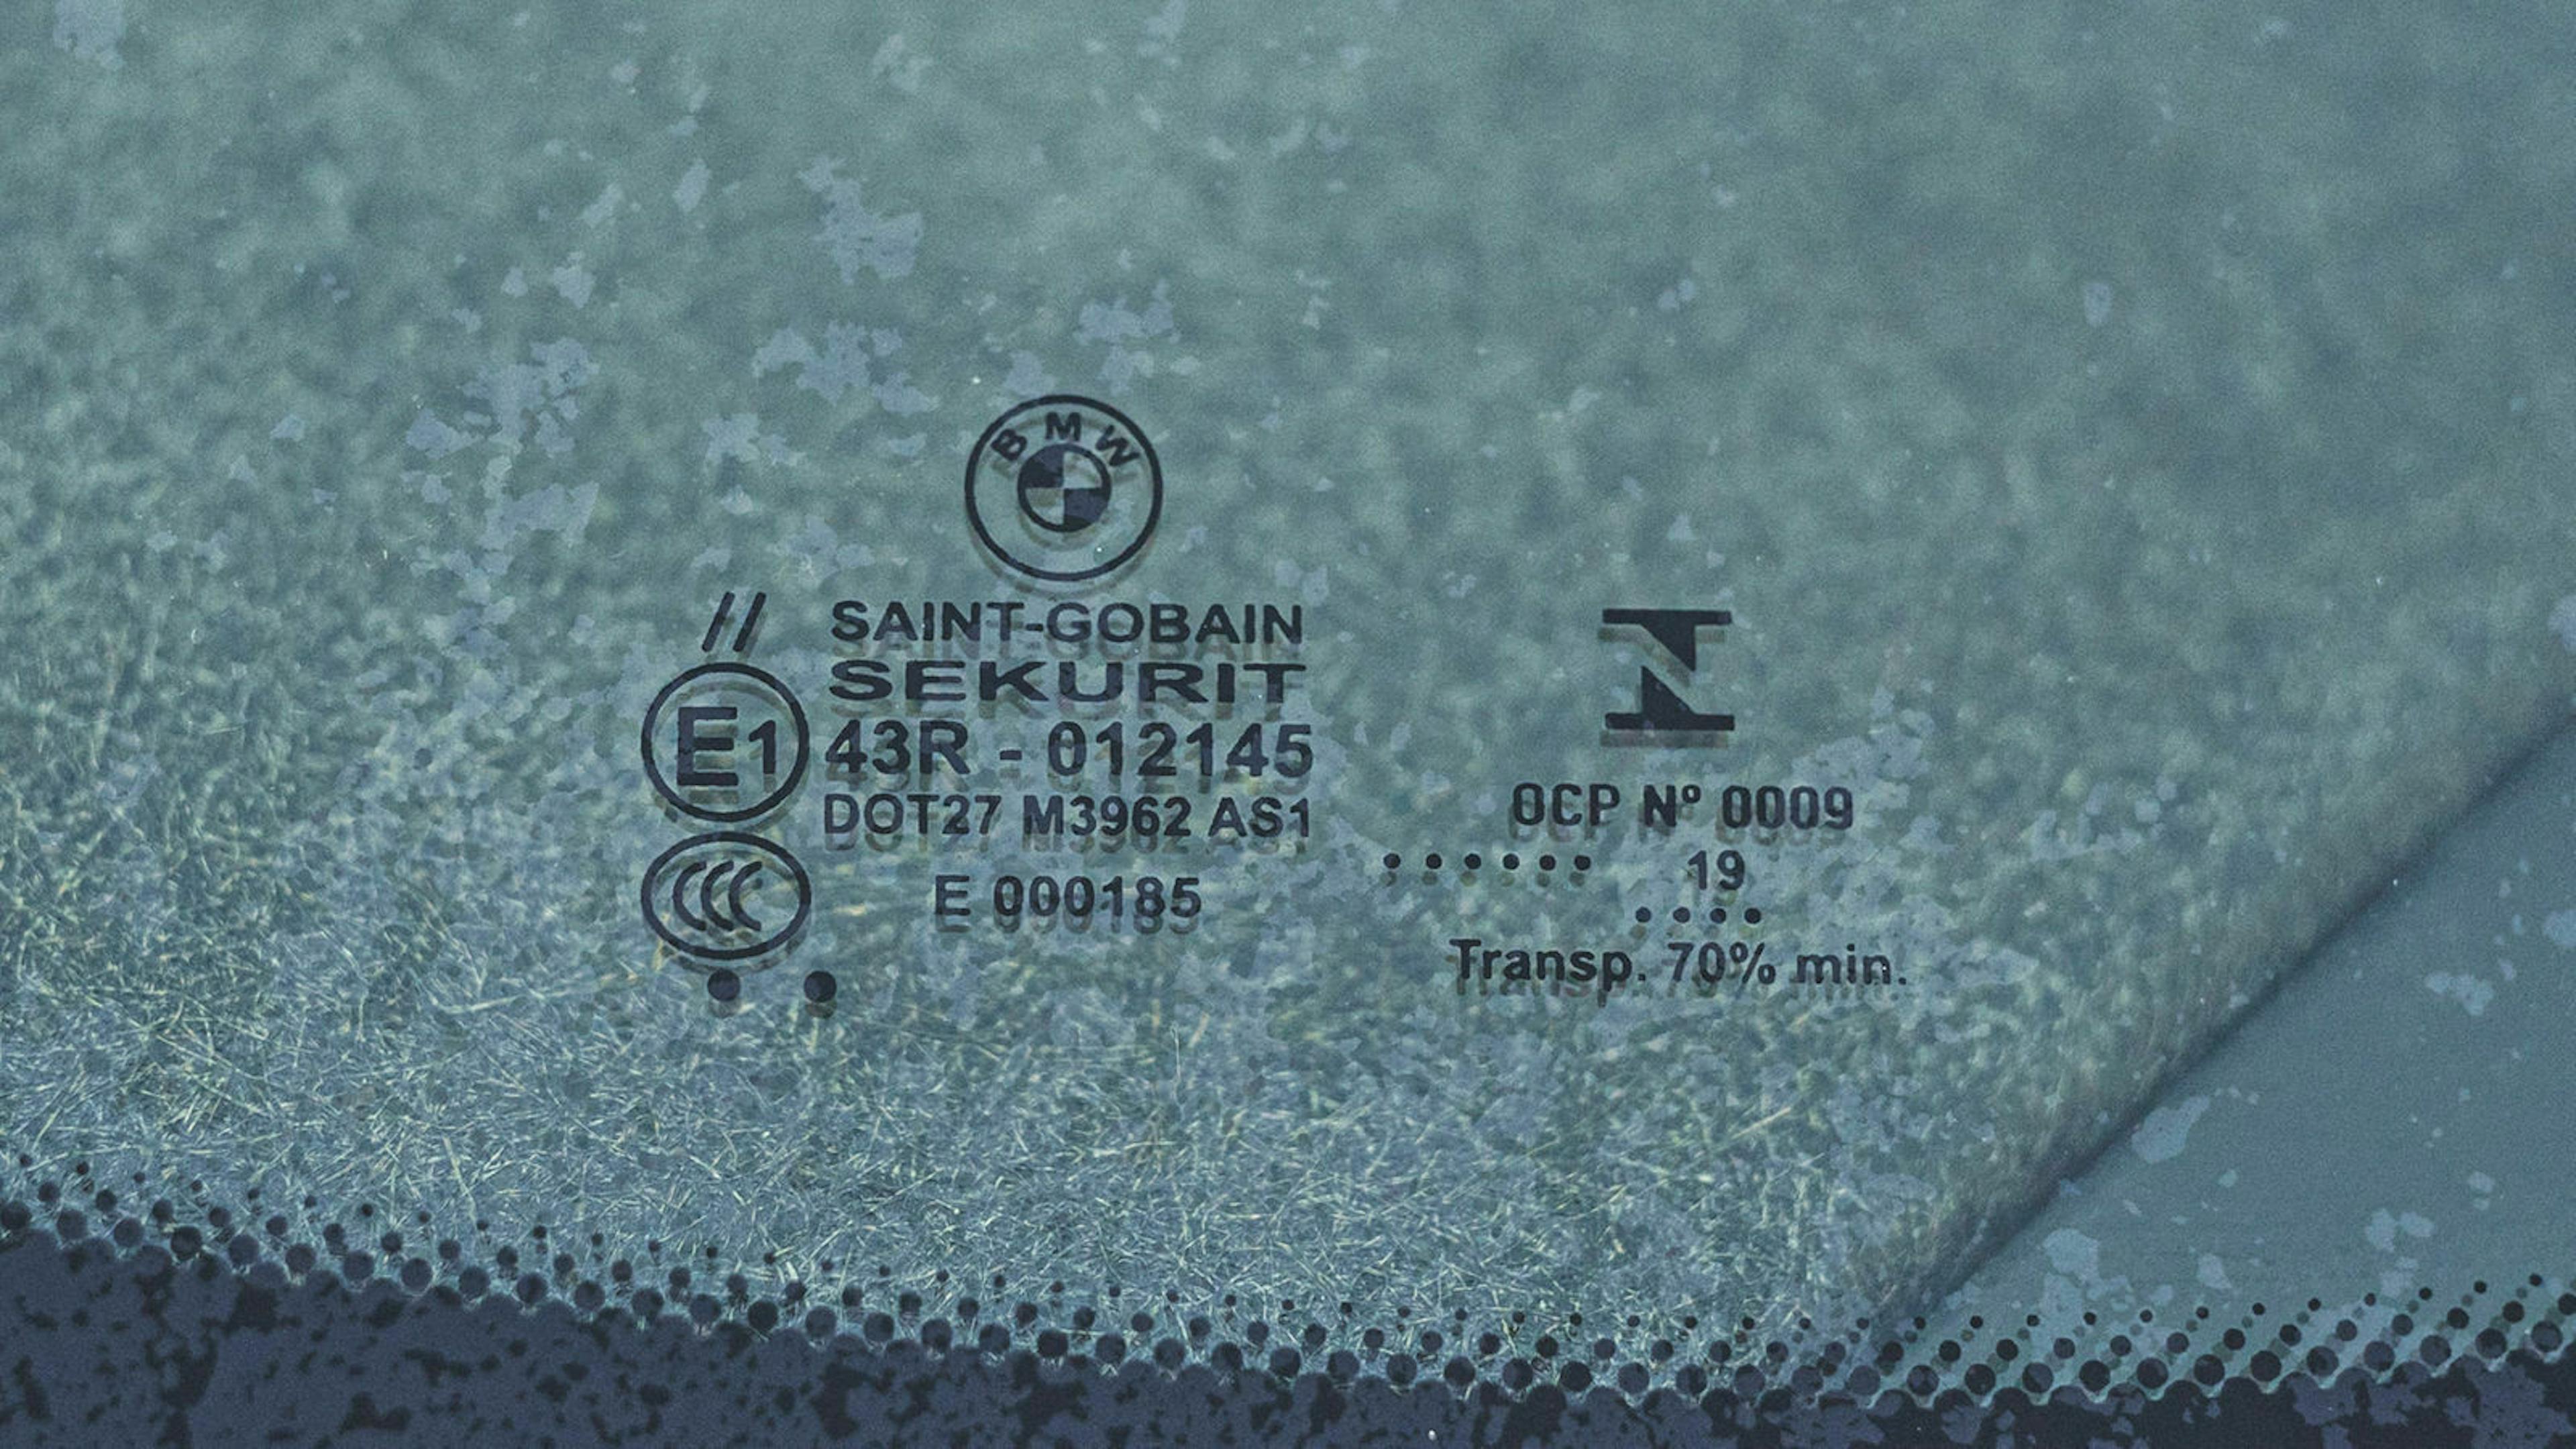 BMW
//
SAINT-GOBAIN
SEKURIT
E1
43R - 012145
DOT27 M3962 AS1
CCC
E 000185
OCP Nº 0009
...... 19
....
Transp. 70% min.